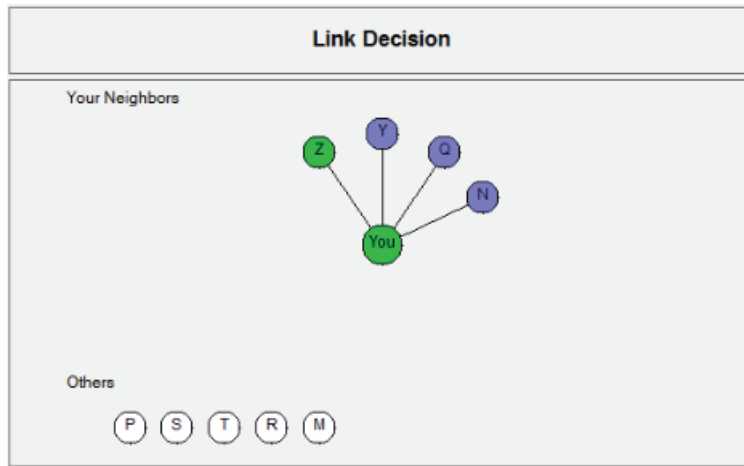 Link Decision
Your Neighbors
Y
Z
Q
N
You
Others
P S T R M